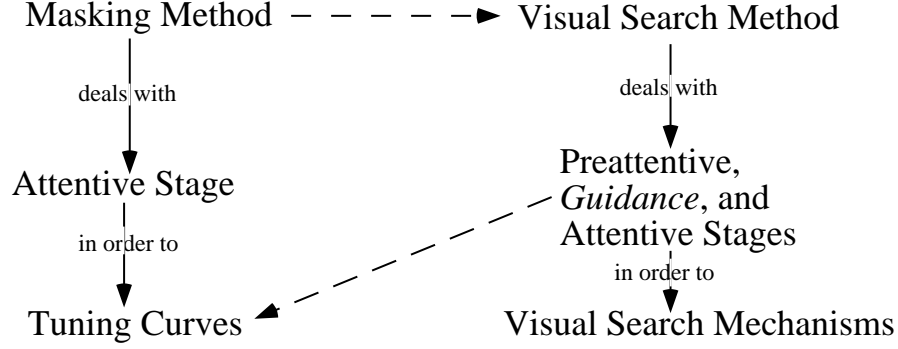 Masking Method
Visual Search Method
deals with
deals with
Attentive Stage
Preattentive,
Guidance, and
Attentive Stages
in order to
in order to
Tuning Curves
Visual Search Mechanisms